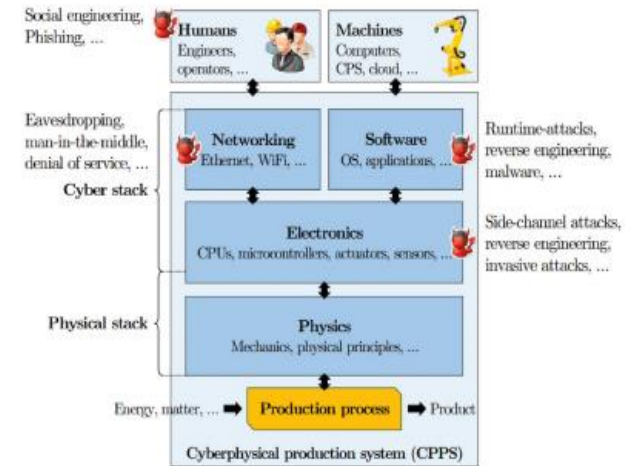 Social engineering,
Phishing, ...
Humans
Engineers,
operators, ...
Machines
Computers,
CPS, cloud, ...
Eavesdropping,
man-in-the-middle,
denial of service, ...
Cyber stack
Networking
Ethernet, WiFi, ...
Software
OS, applications, ...
Runtime-attacks,
reverse engineering,
malware, ...
Electronics
CPUs, microcontrollers, actuators, sensors, ...
Side-channel attacks,
reverse engineering,
invasive attacks, ...
Physical stack
Physics
Mechanics, physical principles, ...
Energy, matter, ...
Production process
Product
Cyberphysical production system (CPPS)